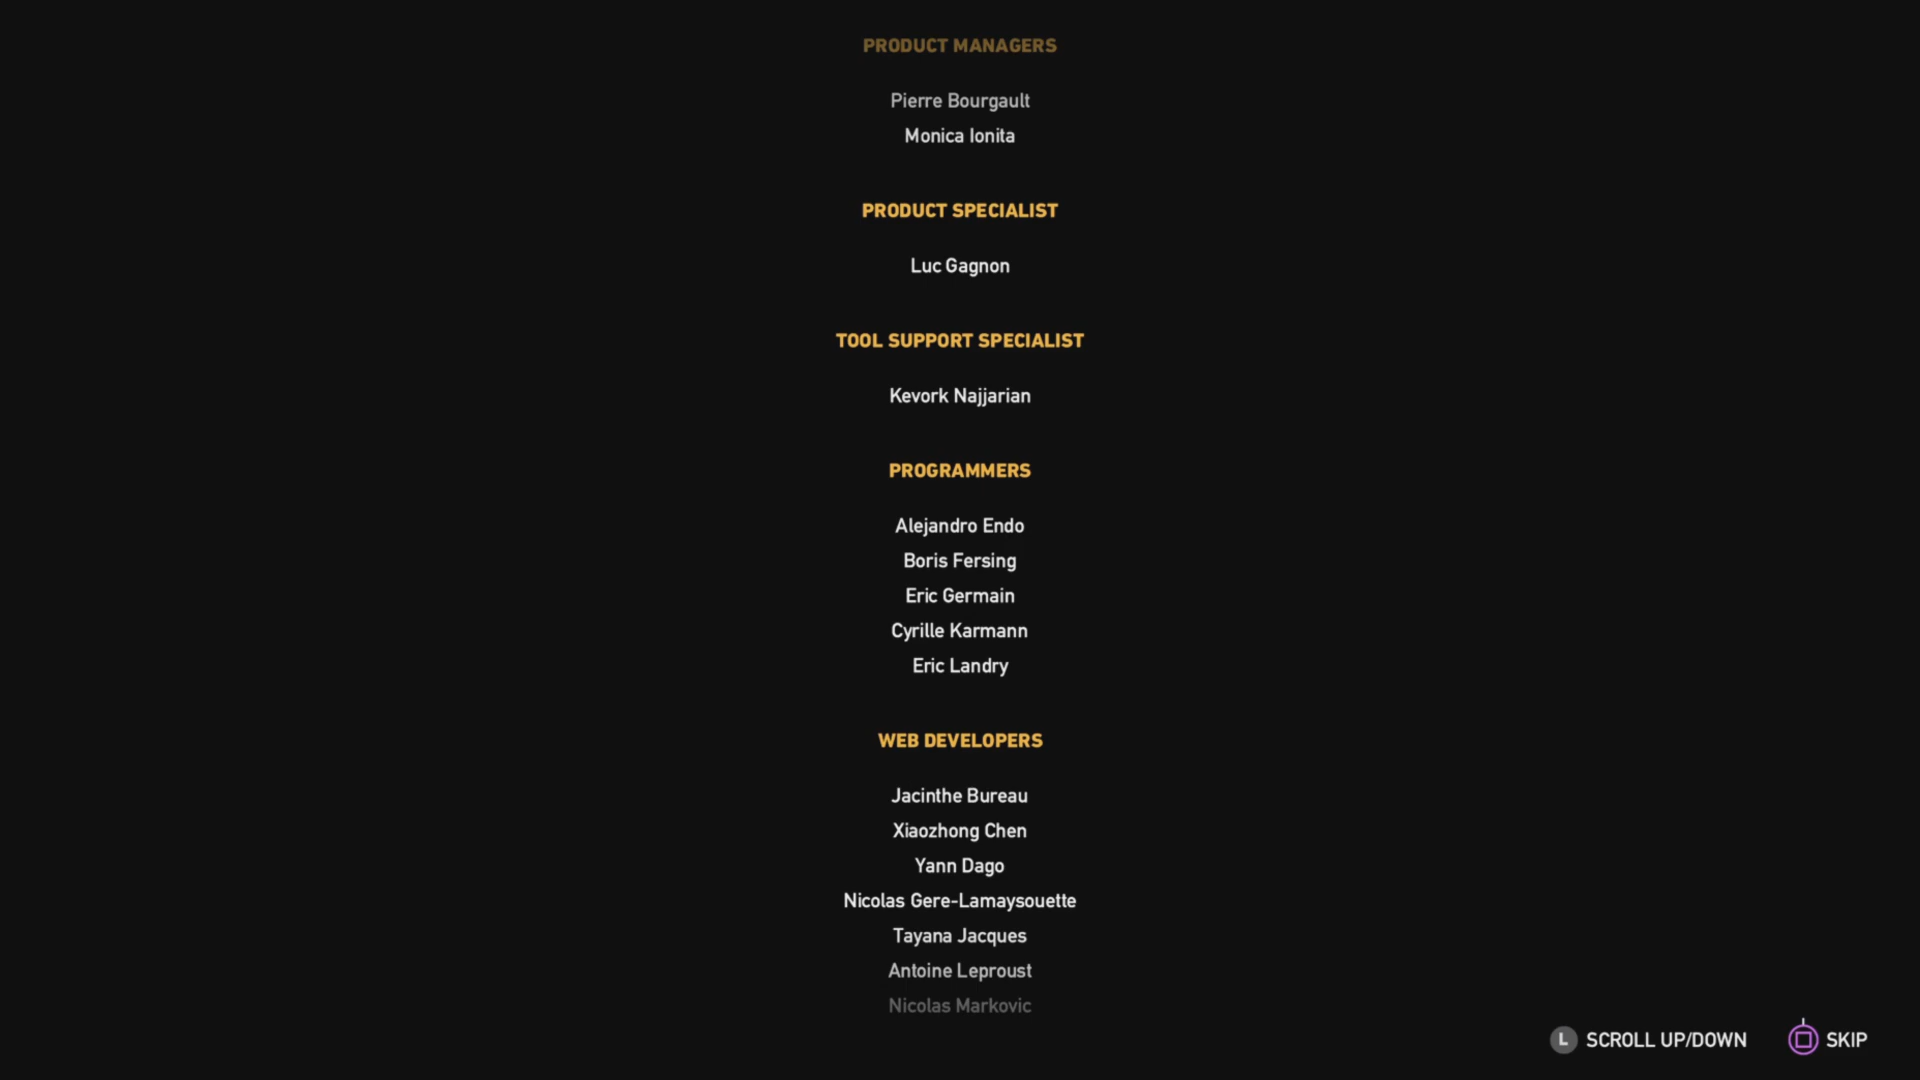 PRODUCT MANAGERS
Pierre Bourgault
Monica Ionita
PRODUCT SPECIALIST
Luc Gagnon
TOOL SUPPORT SPECIALIST
Kevork Najjarian
PROGRAMMERS
Alejandro Endo
Boris Fersing
Eric Germain
Cyrille Karmann
Eric Landry
WEB DEVELOPERS
Jacinthe Bureau
Xiaozhong Chen
Yann Dago
Nicolas Gere-Lamaysouette
Tayana Jacques
Antoine Leproust
Nicolas Markovic
L SCROLL UP/DOWN SKIP